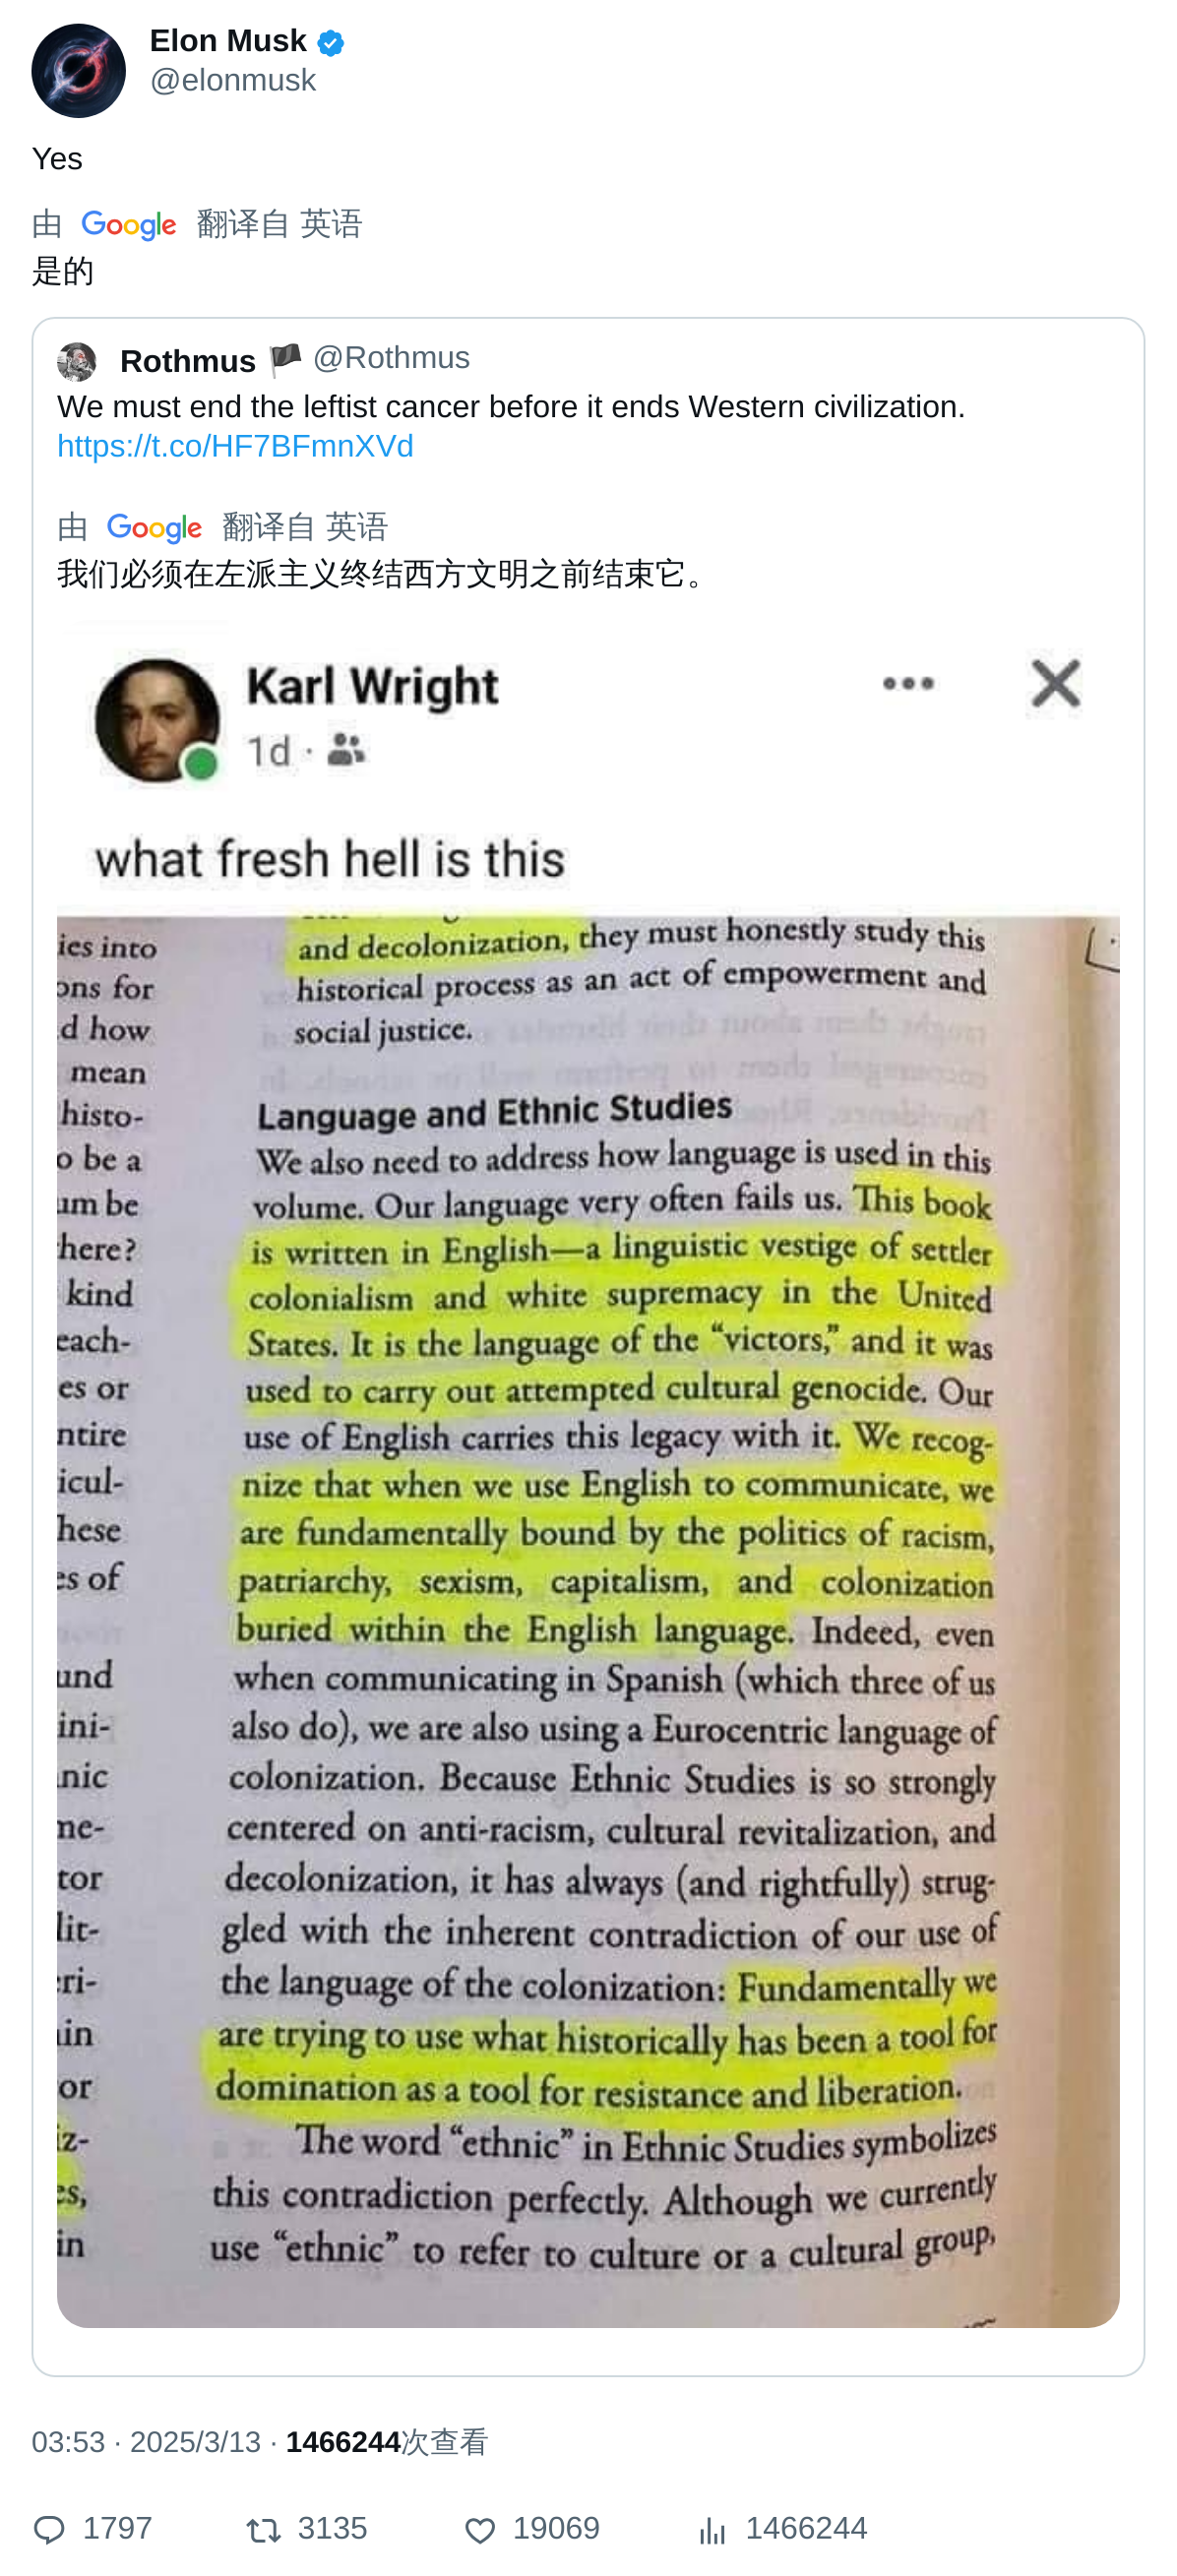 Elon Musk
@elonmusk
Yes
由 Google 翻译自 英语
是的
Rothmus 🏴 @Rothmus
We must end the leftist cancer before it ends Western civilization.
https://t.co/HF7BFmnXVd
由 Google 翻译自 英语
我们必须在左派主义终结西方文明之前结束它。
Karl Wright
1d ·
what fresh hell is this
ies into
ons for
d how
mean
histo-
o be a
um be
here?
kind
each-
es or
ntire
icul-
hese
es of
und
ini-
nic
me-
tor
lit-
ri-
in
or
iz-
es,
in
and decolonization, they must honestly study this
historical process as an act of empowerment and
social justice.
Language and Ethnic Studies
We also need to address how language is used in this
volume. Our language very often fails us. This book
is written in English—a linguistic vestige of settler
colonialism and white supremacy in the United
States. It is the language of the “victors,” and it was
used to carry out attempted cultural genocide. Our
use of English carries this legacy with it. We recog-
nize that when we use English to communicate, we
are fundamentally bound by the politics of racism,
patriarchy, sexism, capitalism, and colonization
buried within the English language. Indeed, even
when communicating in Spanish (which three of us
also do), we are also using a Eurocentric language of
colonization. Because Ethnic Studies is so strongly
centered on anti-racism, cultural revitalization, and
decolonization, it has always (and rightfully) strug-
gled with the inherent contradiction of our use of
the language of the colonization: Fundamentally we
are trying to use what historically has been a tool for
domination as a tool for resistance and liberation.
The word “ethnic” in Ethnic Studies symbolizes
this contradiction perfectly. Although we currently
use “ethnic” to refer to culture or a cultural group,
03:53 · 2025/3/13 · 1466244次查看
1797 3135 19069 1466244